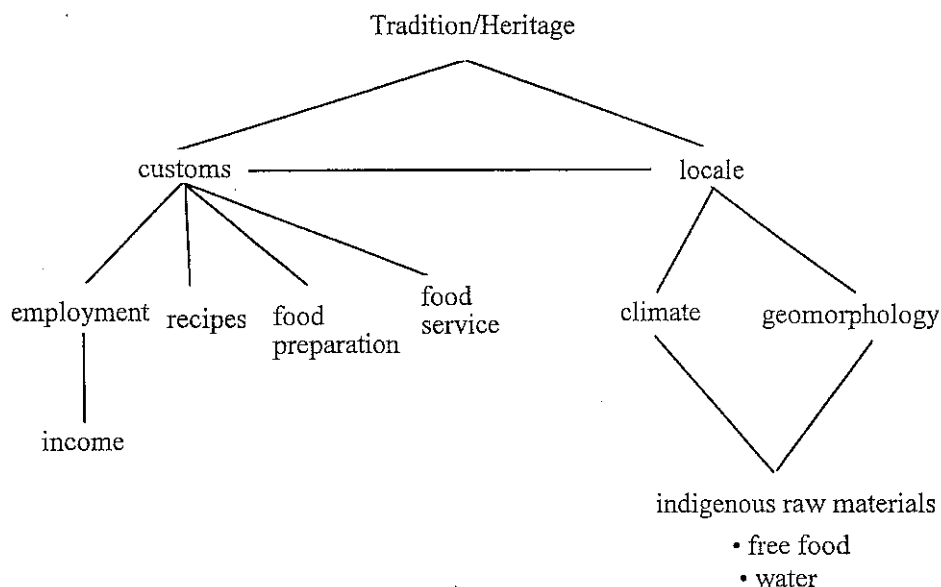 Tradition/Heritage
customs
locale
employment
recipes
food
preparation
food
service
climate
geomorphology
income
indigenous raw materials
• free food
• water